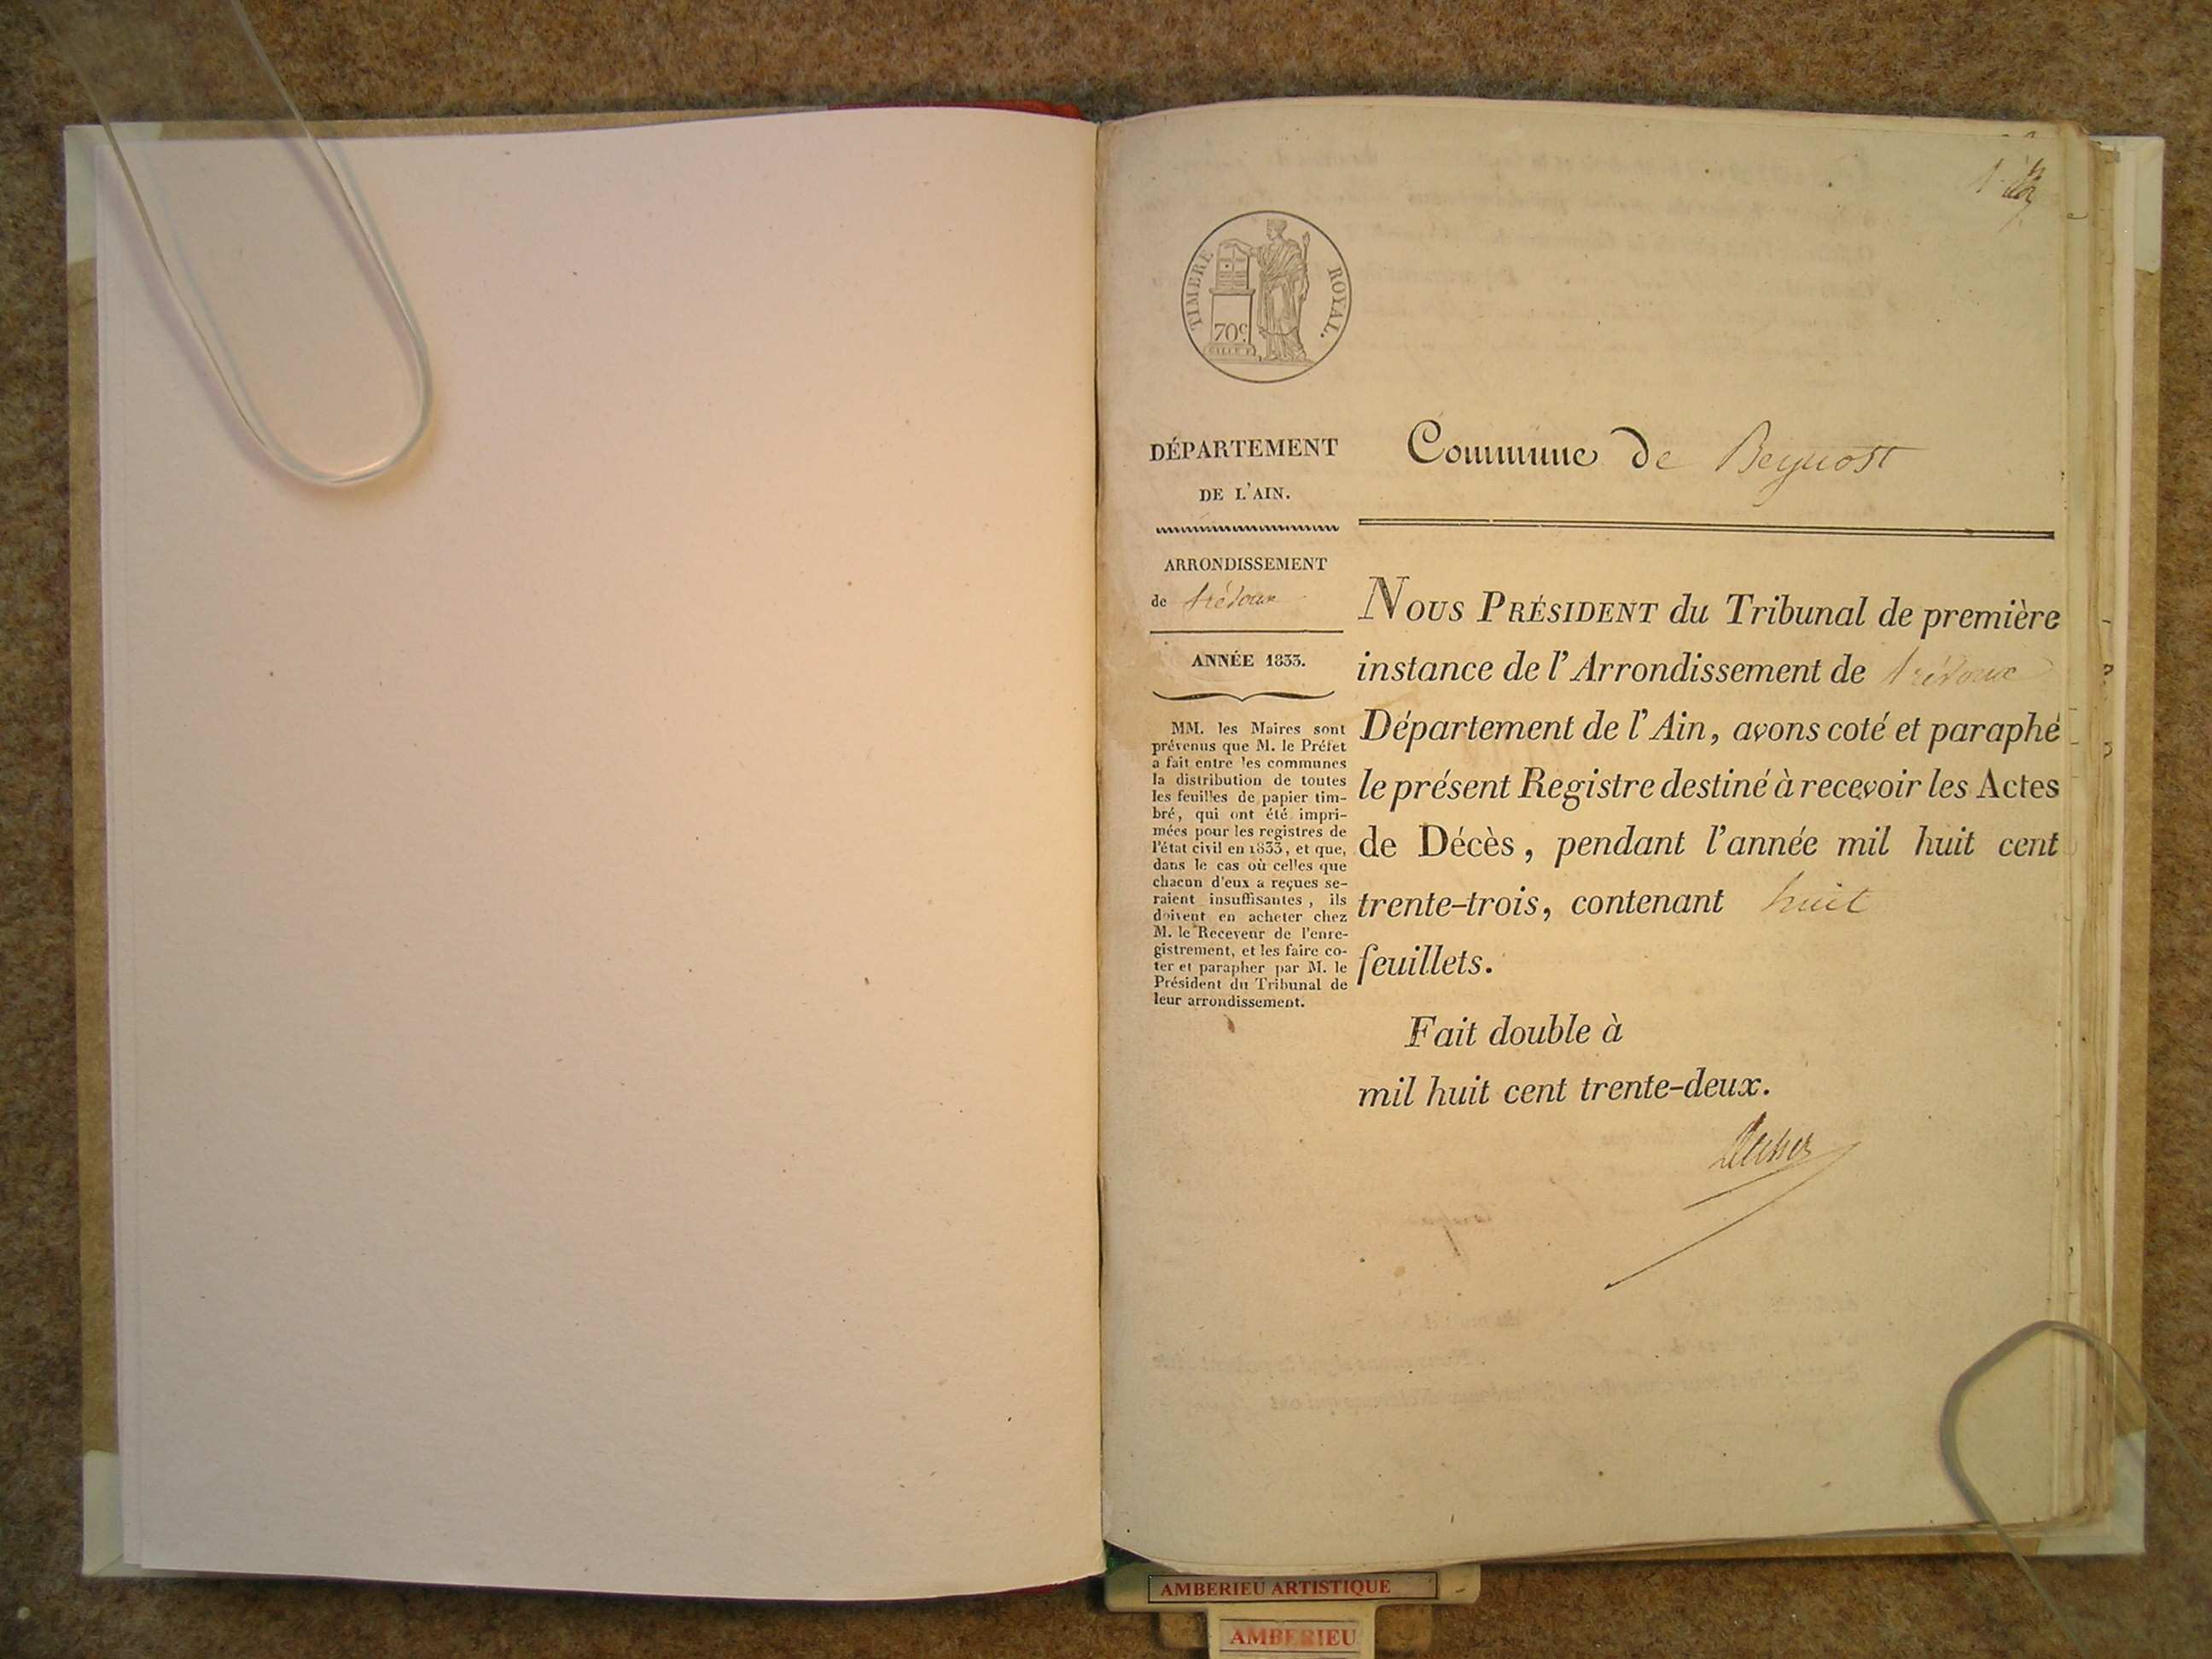 TIMBRE ROYAL.
70c
DÉPARTEMENT
DE L'AIN.
ARRONDISSEMENT
de trévoux
ANNÉE 1833.
MM. les Maires sont
prévenus que M. le Préfet
a fait entre les communes
la distribution de toutes
les feuilles de papier tim-
bré, qui ont été impri-
mées pour les registres de
l'état civil en 1833, et que,
dans le cas où celles que
chacun d'eux a reçues se-
raient insuffisantes, ils
doivent en acheter chez
M. le Receveur de l'enre-
gistrement, et les faire co-
ter et parapher par M. le
Président du Tribunal de
leur arrondissement.
Commune de Beynost
Nous Président du Tribunal de première
instance de l'Arrondissement de trévoux
Département de l'Ain, avons coté et paraphé
le présent Registre destiné à recevoir les Actes
de Décès, pendant l'année mil huit cent
trente-trois, contenant huit
feuillets.
Fait double à
mil huit cent trente-deux.
AMBERIEU ARTISTIQUE
AMBERIEU